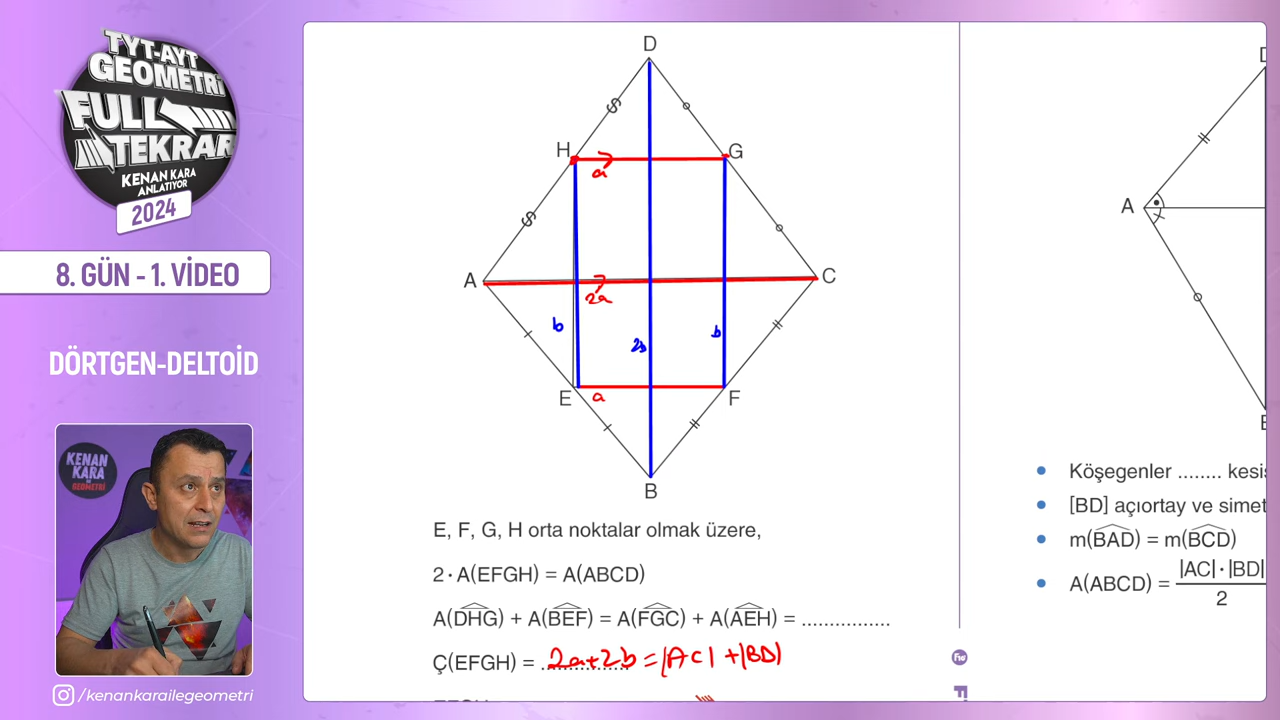 TYT-AYT
GEOMETRİ
FULL
TEKRAR
KENAN KARA
ANLATIYOR
2024
8. GÜN - 1. VİDEO
DÖRTGEN-DELTOİD
KENAN
KARA
GEOMETRİ
/kenankarailegeometri
D
H
G
a
A
C
2a
b
2b
b
E
a
F
B
E, F, G, H orta noktalar olmak üzere,
2 · A(EFGH) = A(ABCD)
A(DHG) + A(BEF) = A(FGC) + A(AEH) = ................
Ç(EFGH) = 2a+2b = |AC| + |BD|
A
Köşegenler ........ kesi
[BD] açıortay ve simet
m(BAD) = m(BCD)
A(ABCD) = |AC| · |BD|
2